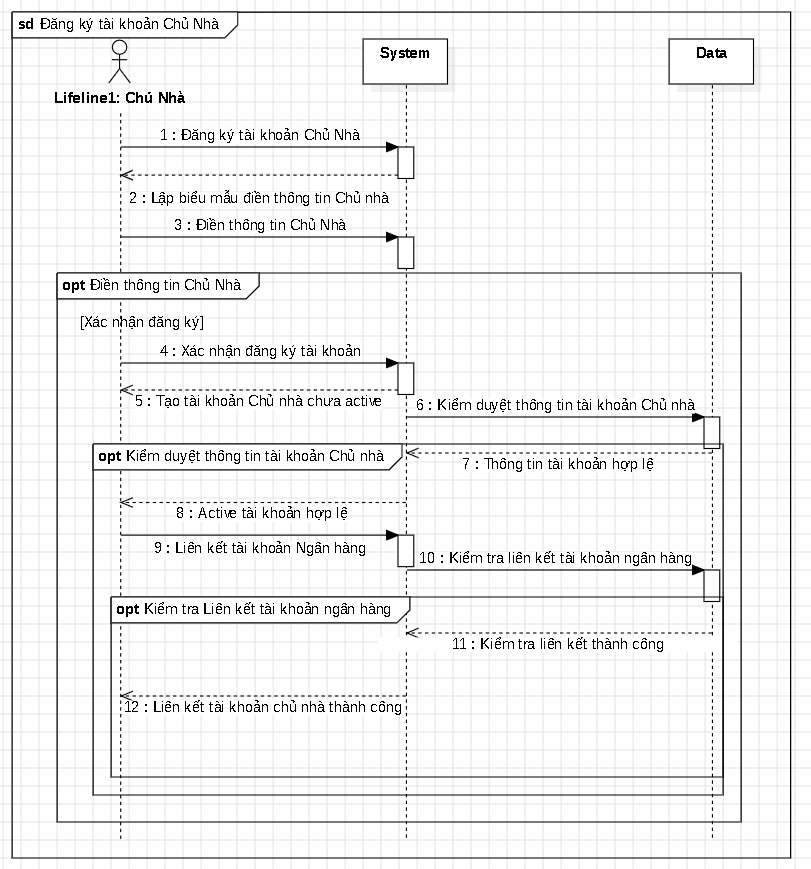 sd Đăng ký tài khoản Chủ Nhà
System
Data
Lifeline1: Chủ Nhà
1 : Đăng ký tài khoản Chủ Nhà
2 : Lập biểu mẫu điền thông tin Chủ nhà
3 : Điền thông tin Chủ Nhà
opt Điền thông tin Chủ Nhà
[Xác nhận đăng ký]
4 : Xác nhận đăng ký tài khoản
5 : Tạo tài khoản Chủ nhà chưa active
6 : Kiểm duyệt thông tin tài khoản Chủ nhà
opt Kiểm duyệt thông tin tài khoản Chủ nhà
7 : Thông tin tài khoản hợp lệ
8 : Active tài khoản hợp lệ
9 : Liên kết tài khoản Ngân hàng
10 : Kiểm tra liên kết tài khoản ngân hàng
opt Kiểm tra Liên kết tài khoản ngân hàng
11 : Kiểm tra liên kết thành công
12 : Liên kết tài khoản chủ nhà thành công